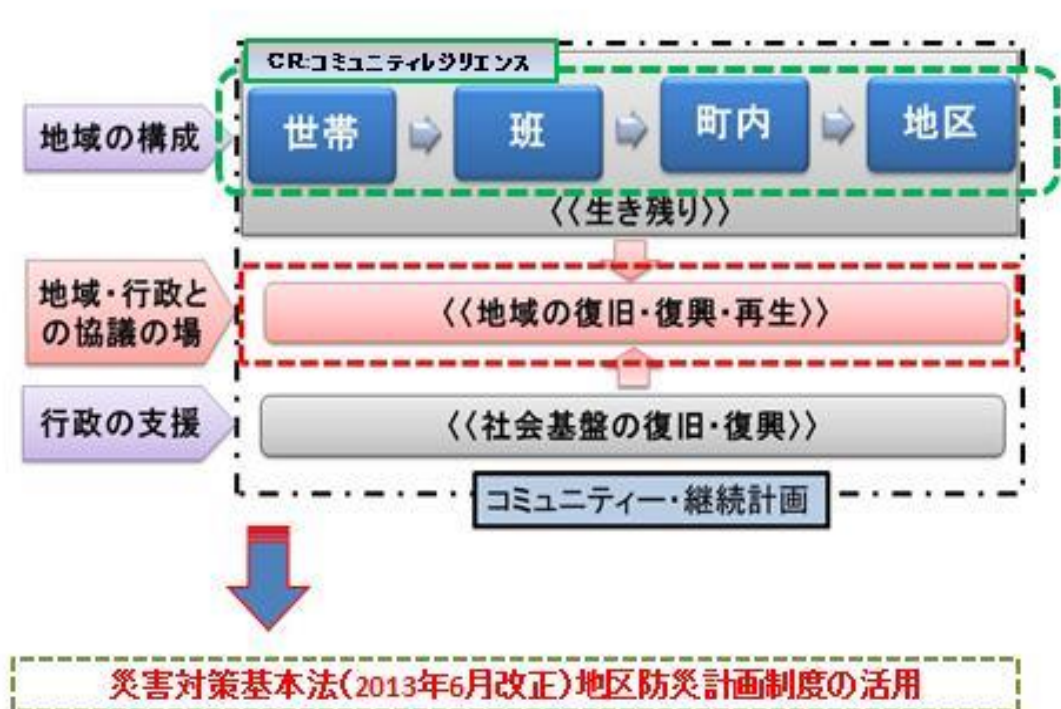 CR:コミュニティレジリエンス
地域の構成
世帯
班
町内
地区
〈〈生き残り〉〉
地域・行政と
の協議の場
〈〈地域の復旧・復興・再生〉〉
行政の支援
〈〈社会基盤の復旧・復興〉〉
コミュニティー・継続計画
災害対策基本法(2013年6月改正)地区防災計画制度の活用